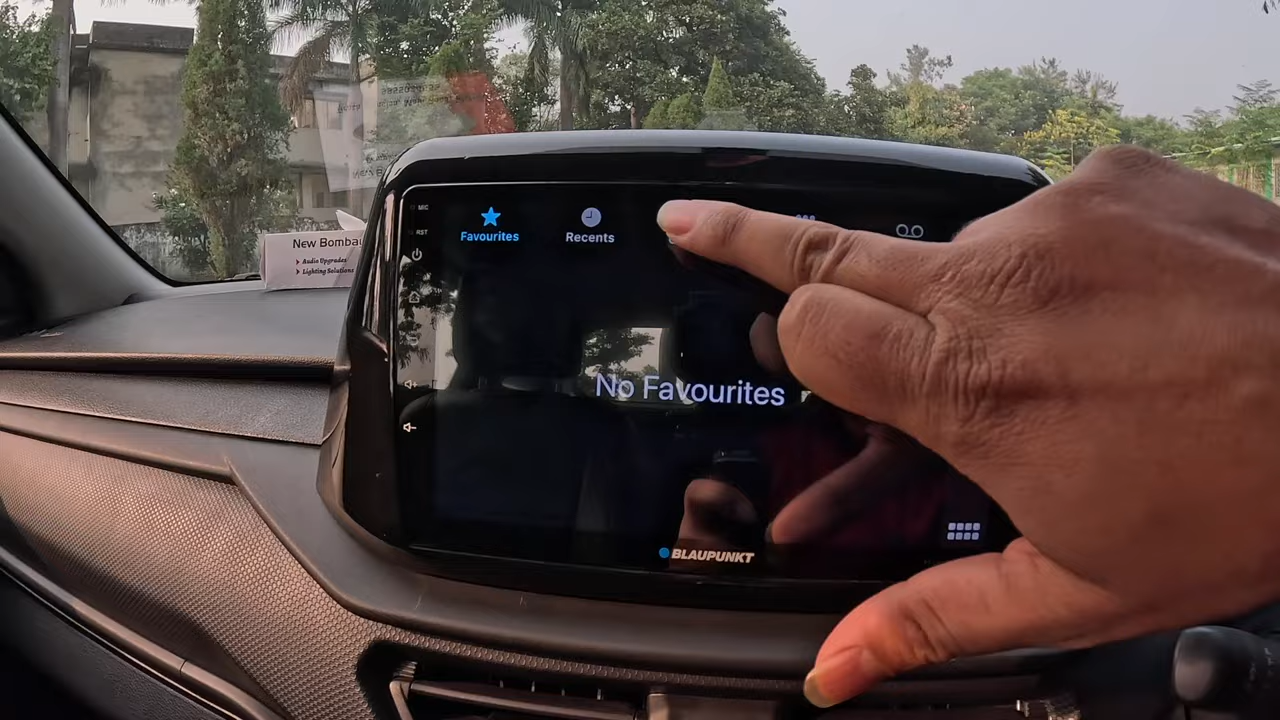 New Bombay
Audio Upgrades
Lighting Solutions
MIC
RST
Favourites
Recents
No Favourites
BLAUPUNKT